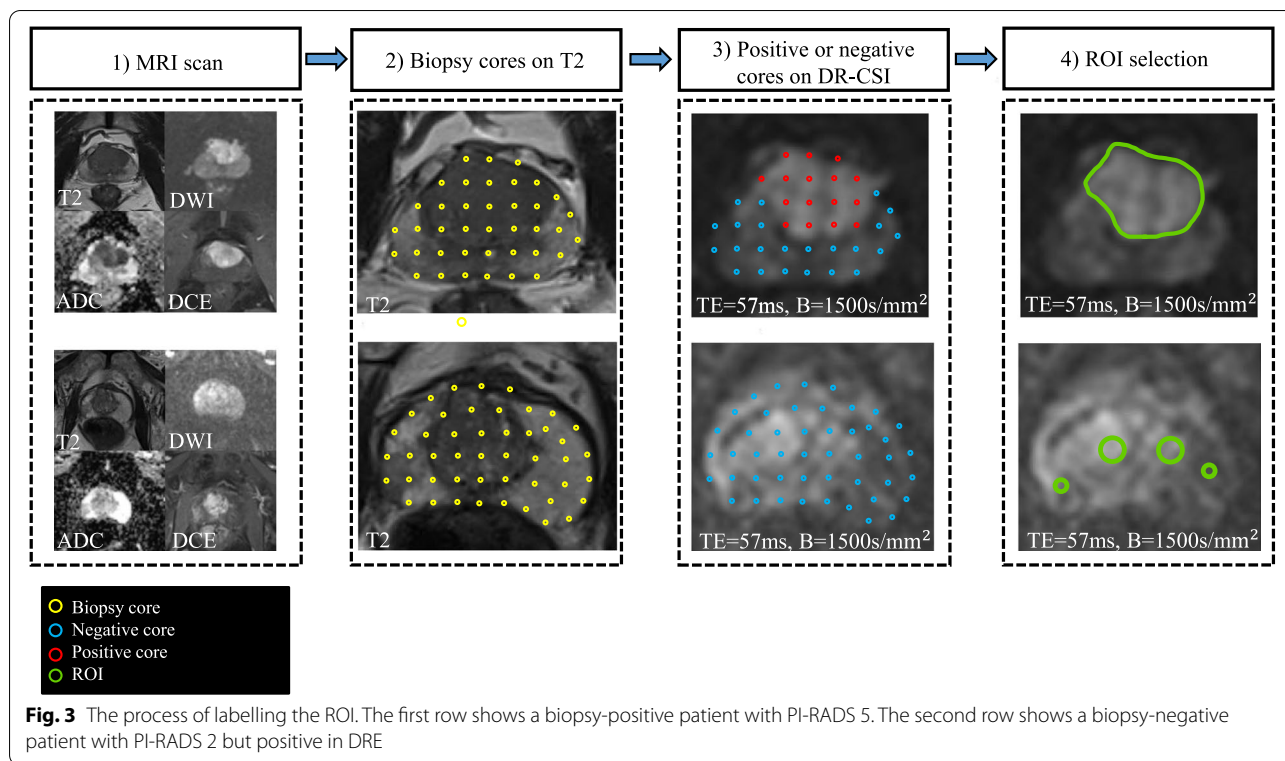 1) MRI scan
2) Biopsy cores on T2
3) Positive or negative
cores on DR-CSI
4) ROI selection
T2
DWI
ADC
DCE
T2
TE=57ms, B=1500s/mm²
TE=57ms, B=1500s/mm²
T2
DWI
ADC
DCE
T2
TE=57ms, B=1500s/mm²
TE=57ms, B=1500s/mm²
Biopsy core
Negative core
Positive core
ROI
Fig. 3 The process of labelling the ROI. The first row shows a biopsy-positive patient with PI-RADS 5. The second row shows a biopsy-negative
patient with PI-RADS 2 but positive in DRE